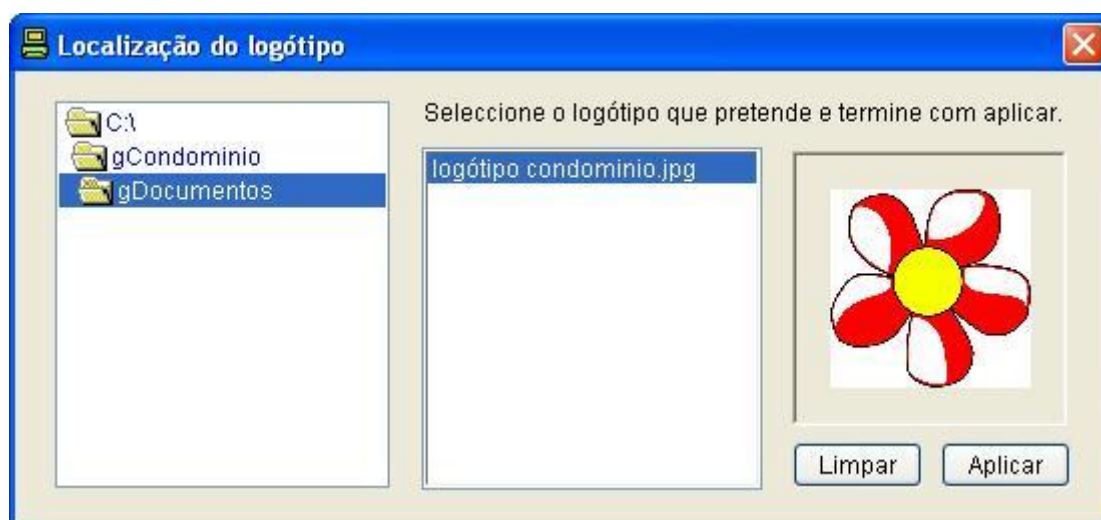 Localização do logótipo
C:\
gCondominio
gDocumentos
Seleccione o logótipo que pretende e termine com aplicar.
logótipo condominio.jpg
Limpar
Aplicar